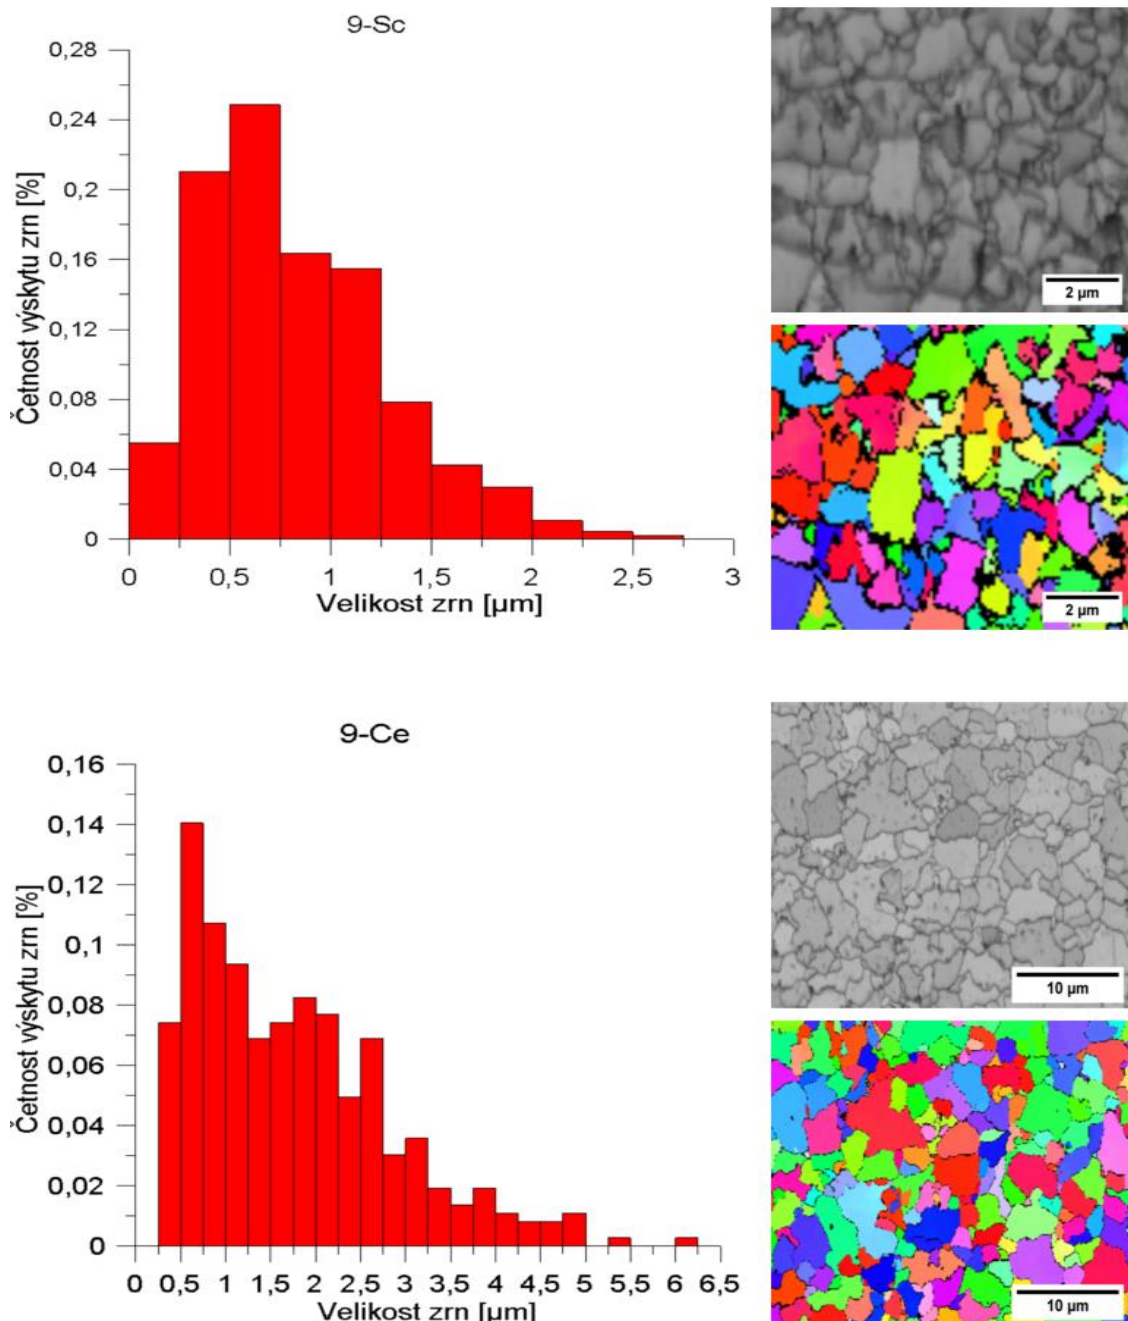 9-Sc
Četnost výskytu zrn [%]
0,28
0,24
0,2
0,16
0,12
0,08
0,04
0
0 0,5 1 1,5 2 2,5 3
Velikost zrn [µm]
2 µm
2 µm
9-Ce
Četnost výskytu zrn [%]
0,16
0,14
0,12
0,1
0,08
0,06
0,04
0,02
0
0 0,5 1 1,5 2 2,5 3 3,5 4 4,5 5 5,5 6 6,5
Velikost zrn [µm]
10 µm
10 µm